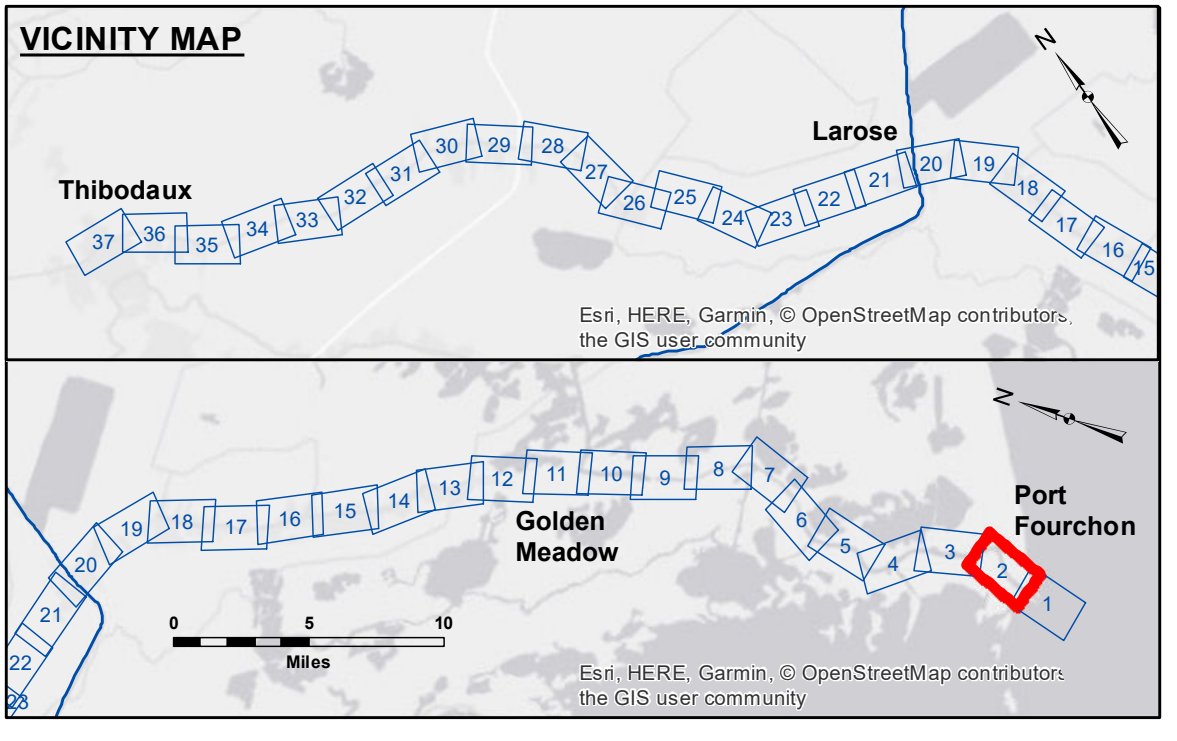 VICINITY MAP
N
Larose
Thibodaux
37 36 35 34 33 32 31 30 29 28 27 26 25 24 23 22 21 20 19 18 17 16 15
Esri, HERE, Garmin, © OpenStreetMap contributors,
the GIS user community
N
Port
Fourchon
Golden
Meadow
23 22 21 20 19 18 17 16 15 14 13 12 11 10 9 8 7 6 5 4 3 2 1
0 5 10
Miles
Esri, HERE, Garmin, © OpenStreetMap contributors
the GIS user community